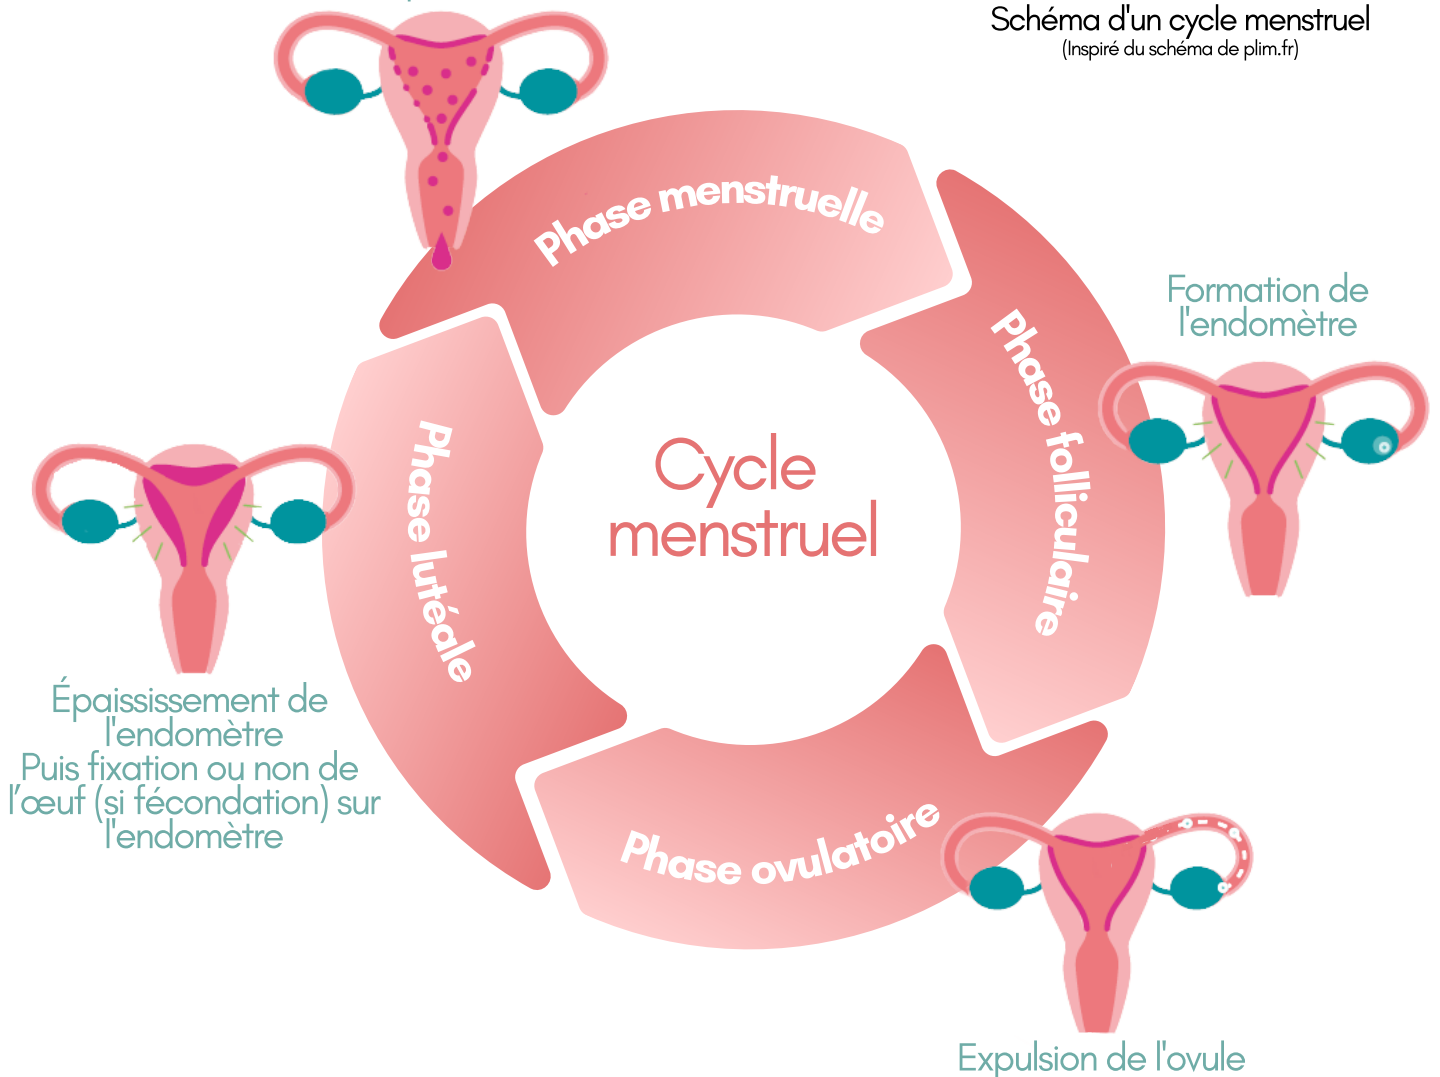 Schéma d'un cycle menstruel
(Inspiré du schéma de plim.fr)
Phase menstruelle
Formation de
l'endomètre
Phase folliculaire
Cycle
menstruel
Phase lutéale
Épaississement de
l'endomètre
Puis fixation ou non de
l’œuf (si fécondation) sur
l'endomètre
Phase ovulatoire
Expulsion de l'ovule